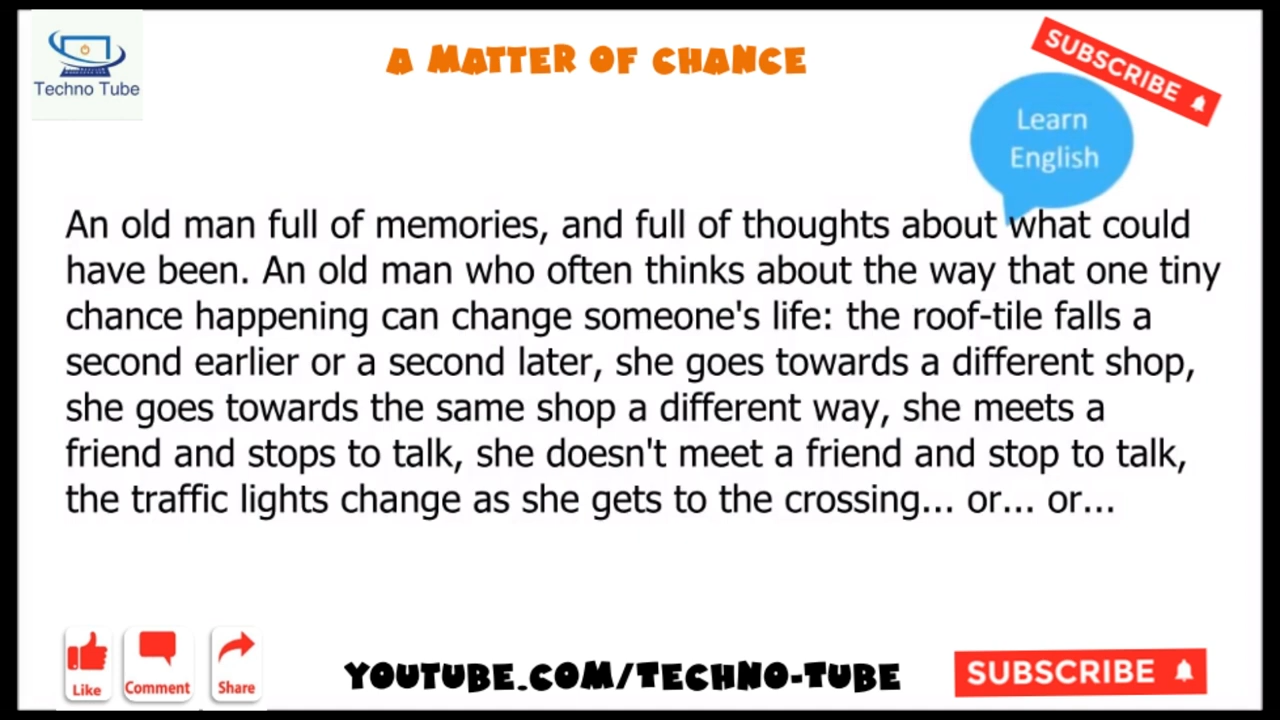 A MATTER OF CHANCE
SUBSCRIBE
Techno Tube
Learn
English
An old man full of memories, and full of thoughts about what could
have been. An old man who often thinks about the way that one tiny
chance happening can change someone's life: the roof-tile falls a
second earlier or a second later, she goes towards a different shop,
she goes towards the same shop a different way, she meets a
friend and stops to talk, she doesn't meet a friend and stop to talk,
the traffic lights change as she gets to the crossing... or... or...
Like
Comment
Share
YOUTUBE.COM/TECHNO-TUBE
SUBSCRIBE